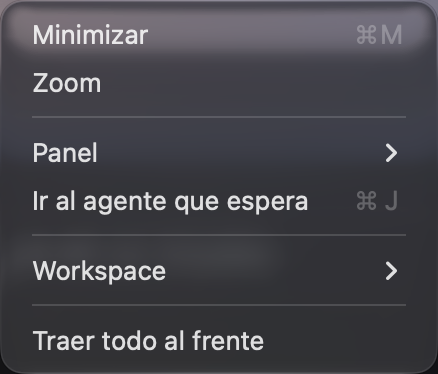 Minimizar ⌘M
Zoom
Panel
Ir al agente que espera ⌘J
Workspace
Traer todo al frente